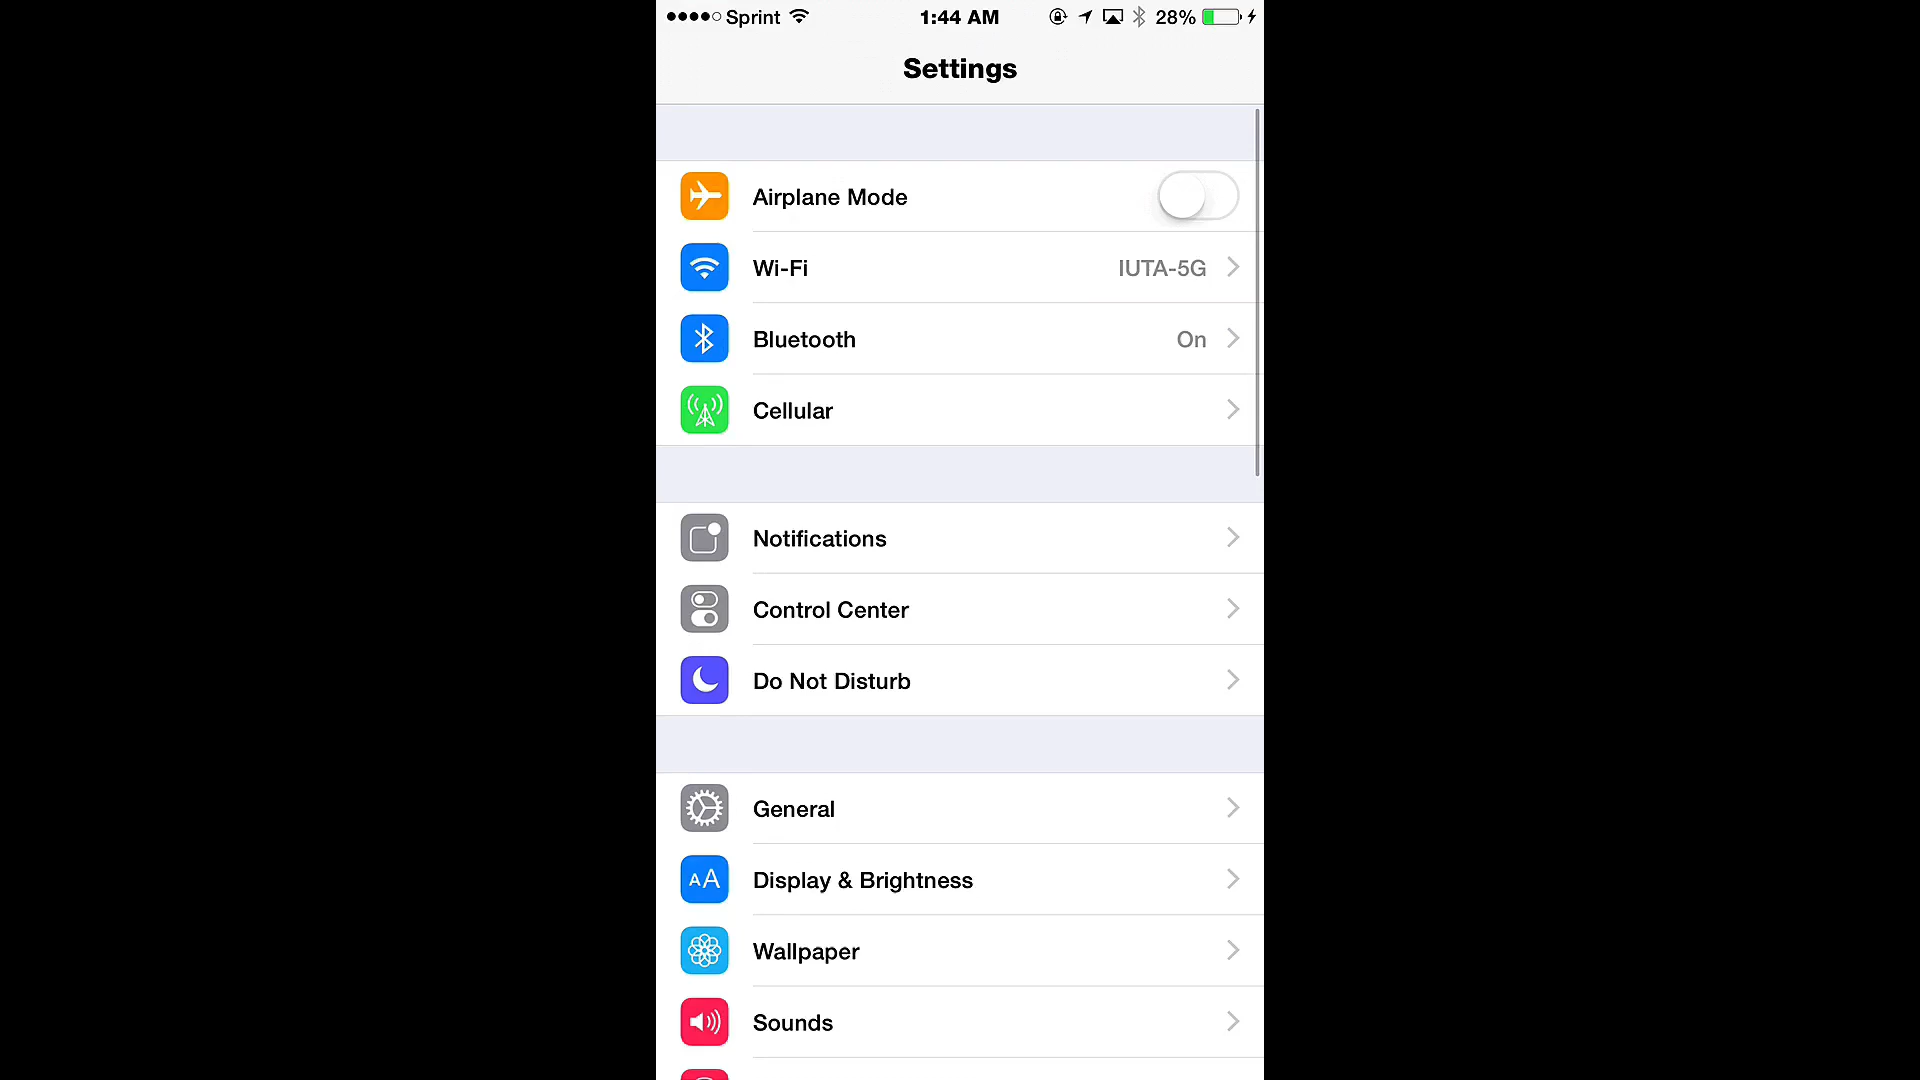 Sprint 1:44 AM 28%
Settings
Airplane Mode
Wi-Fi IUTA-5G
Bluetooth On
Cellular
Notifications
Control Center
Do Not Disturb
General
AA Display & Brightness
Wallpaper
Sounds